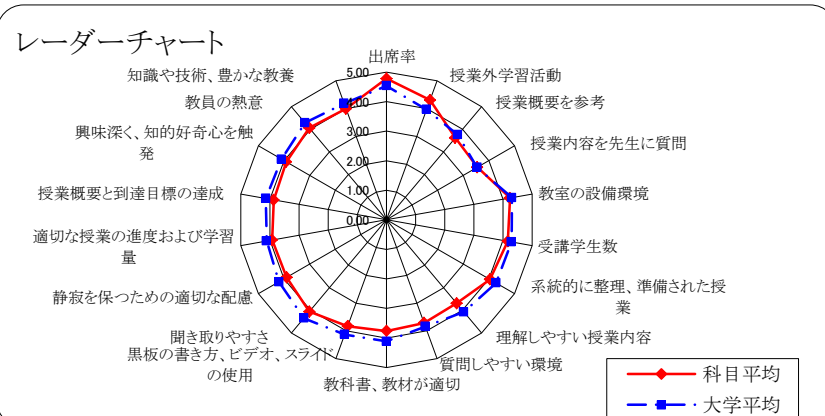 レーダーチャート
出席率
授業外学習活動
授業概要を参考
授業内容を先生に質問
教室の設備環境
受講学生数
系統的に整理、準備された授
業
理解しやすい授業内容
質問しやすい環境
教科書、教材が適切
黒板の書き方、ビデオ、スライド
の使用
聞き取りやすさ
静寂を保つための適切な配慮
適切な授業の進度および学習
量
授業概要と到達目標の達成
興味深く、知的好奇心を触
発
教員の熱意
知識や技術、豊かな教養
5.00
4.00
3.00
2.00
1.00
0.00
科目平均
大学平均